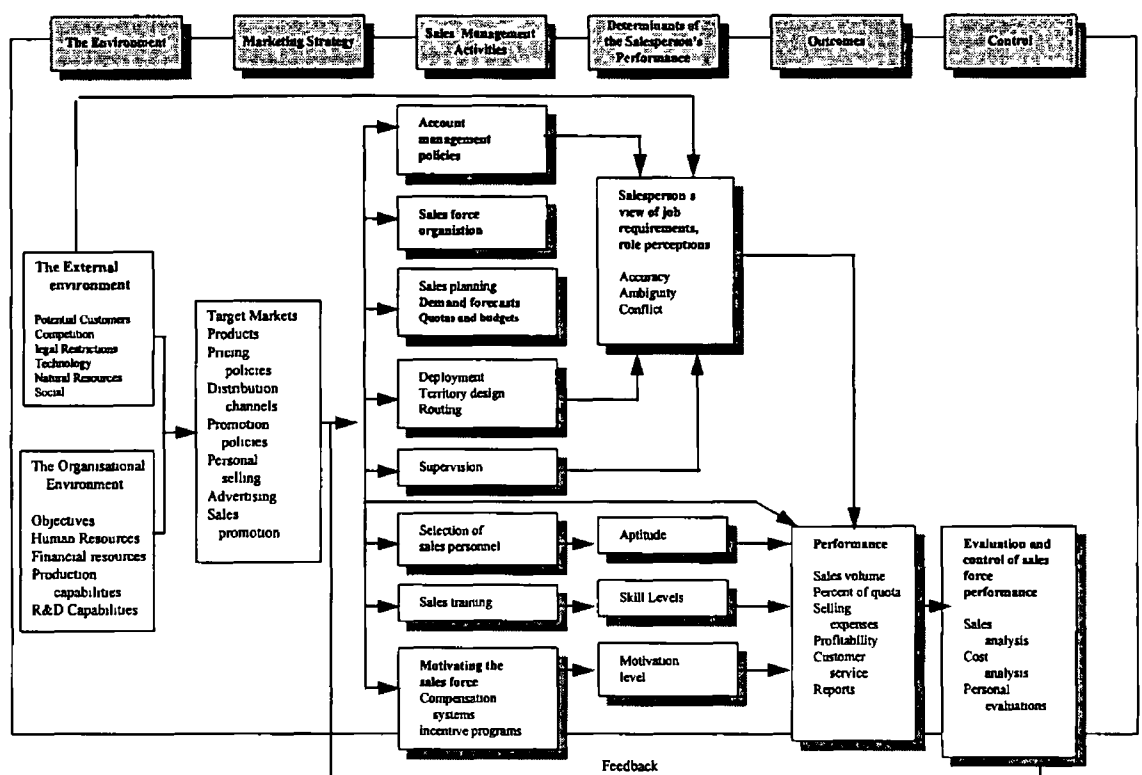 The Environment
Marketing Strategy
Sales Management
Activities
Determinants of
the Salesperson's
Performance
Outcomes
Control
Account
management
policies
Sales force
organistion
Sales planning
Demand forecasts
Quotas and budgets
Deployment
Territory design
Routing
Supervision
Selection of
sales personnel
Sales training
Motivating the
sales force
Compensation
systems
incentive programs
Salesperson s
view of job
requirements,
role perceptions
Accuracy
Ambiguity
Conflict
The External
environment
Potential Customers
Competition
legal Restrictions
Technology
Natural Resources
Social
The Organisational
Environment
Objectives
Human Resources
Financial resources
Production
capabilities
R&D Capabilities
Target Markets
Products
Pricing
policies
Distribution
channels
Promotion
policies
Personal
selling
Advertising
Sales
promotion
Aptitude
Skill Levels
Motivation
level
Performance
Sales volume
Percent of quota
Selling
expenses
Profitability
Customer
service
Reports
Evaluation and
control of sales
force
performance
Sales
analysis
Cost
analysis
Personal
evaluations
Feedback